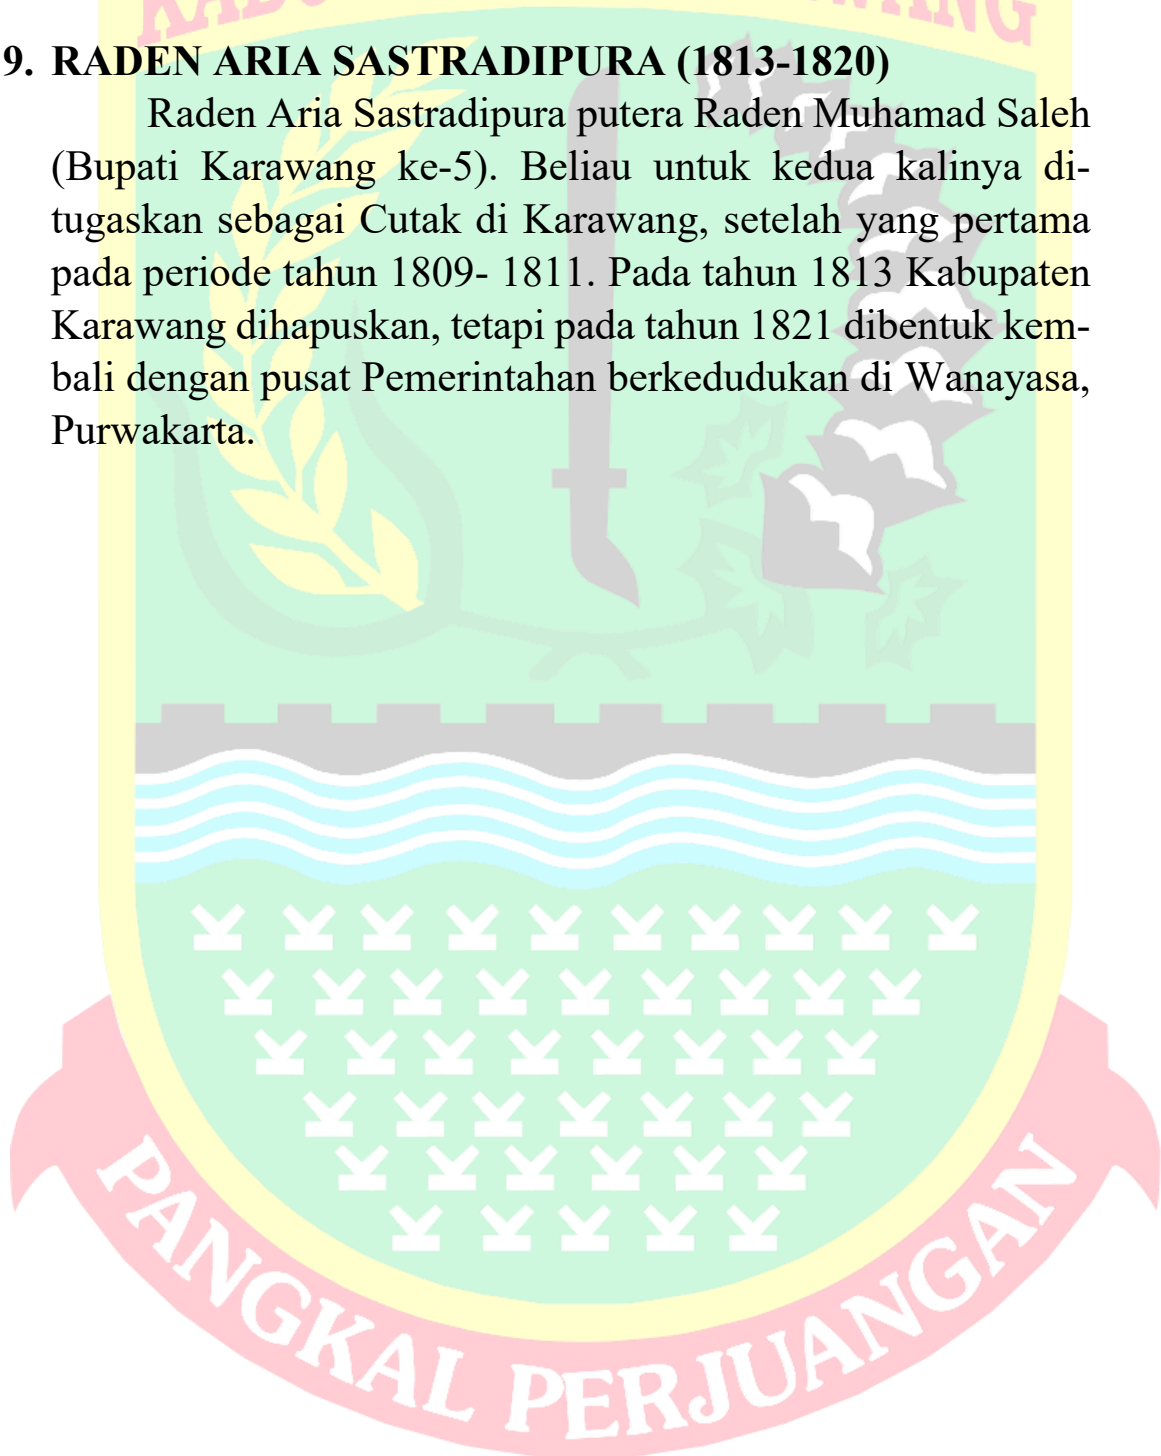 9. RADEN ARIA SASTRADIPURA (1813-1820)
Raden Aria Sastradipura putera Raden Muhamad Saleh
(Bupati Karawang ke-5). Beliau untuk kedua kalinya di-
tugaskan sebagai Cutak di Karawang, setelah yang pertama
pada periode tahun 1809- 1811. Pada tahun 1813 Kabupaten
Karawang dihapuskan, tetapi pada tahun 1821 dibentuk kem-
bali dengan pusat Pemerintahan berkedudukan di Wanayasa,
Purwakarta.
PANGKAL PERJUANGAN